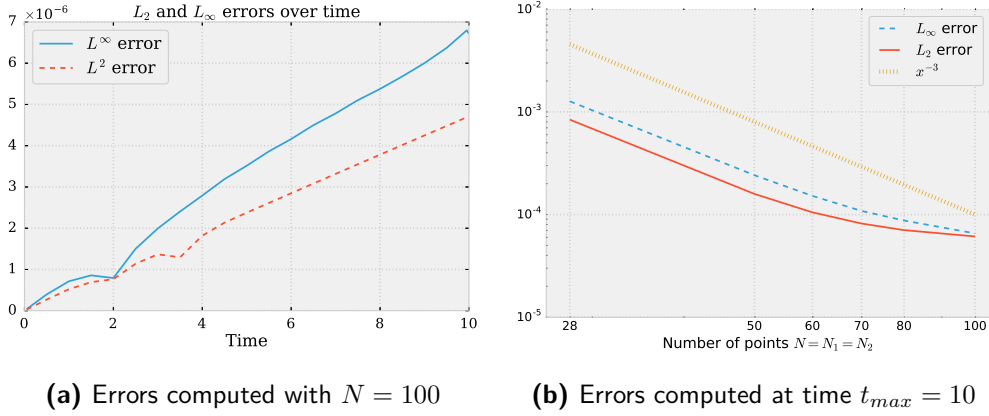 L₂ and L∞ errors over time
×10⁻⁶
7
6
5
4
3
2
1
0
L^∞ error
L² error
0 2 4 6 8 10
Time
(a) Errors computed with N = 100
10⁻²
10⁻³
10⁻⁴
10⁻⁵
L∞ error
L₂ error
x⁻³
28 50 60 70 80 100
Number of points N = N₁ = N₂
(b) Errors computed at time t_max = 10